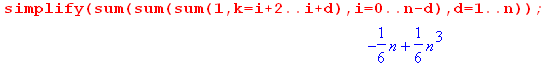 simplify(sum(sum(sum(1,k=i+2..i+d),i=0..n-d),d=1..n));
-1/6 n + 1/6 n^3